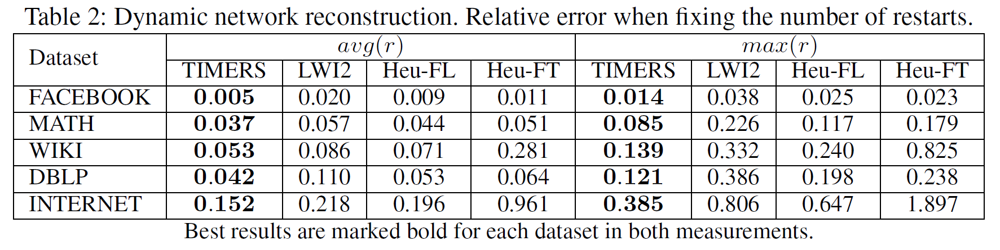 Table 2: Dynamic network reconstruction. Relative error when fixing the number of restarts.
Dataset avg(r) max(r)
TIMERS LWI2 Heu-FL Heu-FT TIMERS LWI2 Heu-FL Heu-FT
FACEBOOK 0.005 0.020 0.009 0.011 0.014 0.038 0.025 0.023
MATH 0.037 0.057 0.044 0.051 0.085 0.226 0.117 0.179
WIKI 0.053 0.086 0.071 0.281 0.139 0.332 0.240 0.825
DBLP 0.042 0.110 0.053 0.064 0.121 0.386 0.198 0.238
INTERNET 0.152 0.218 0.196 0.961 0.385 0.806 0.647 1.897
Best results are marked bold for each dataset in both measurements.